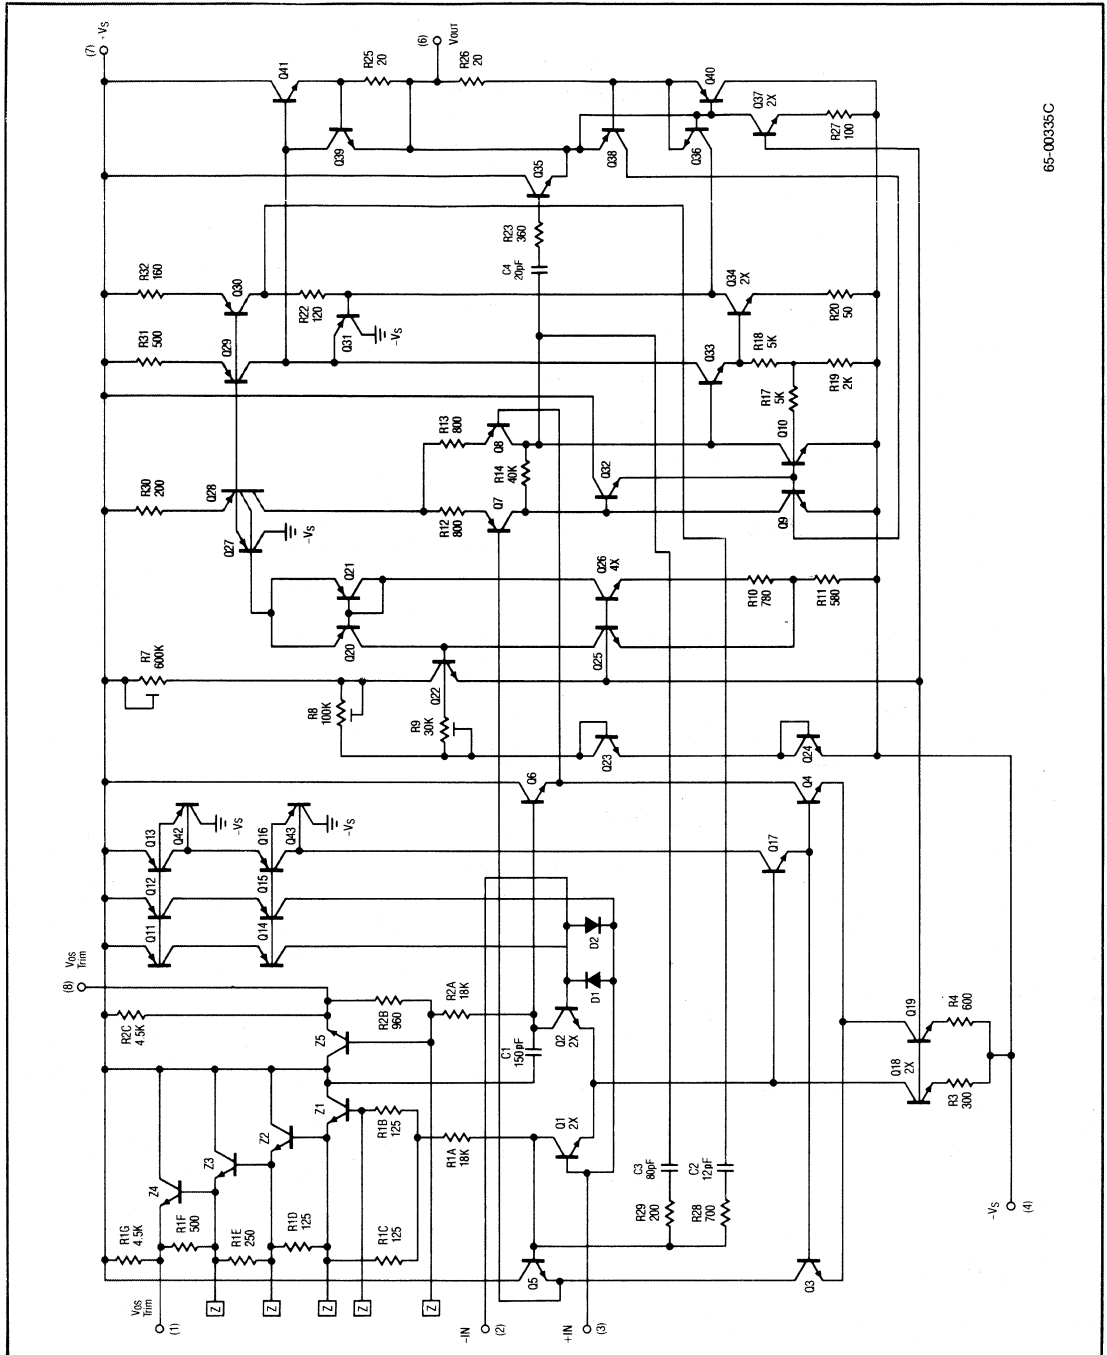 (7)
-VS
Q41
R25
20
(6)
VOUT
R26
20
Q40
Q37
2X
R27
100
Q39
Q38
Q36
Q35
R23
360
C4
20pF
R32
160
Q30
R22
120
Q31
-VS
Q34
2X
R20
50
R31
500
Q29
Q33
R18
5K
R17
5K
R19
2K
R30
200
Q28
Q27
-VS
R13
800
Q8
R14
40K
R12
800
Q7
Q32
Q10
Q9
Q21
Q20
Q26
4X
Q25
R10
780
R11
580
R7
600K
R8
100K
Q22
R9
30K
Q23
Q24
Q13
Q42
-VS
Q16
Q43
-VS
Q12
Q15
Q11
Q14
Q6
Q4
Q17
(8)
VOS
Trim
R2C
4.5K
Z5
R2B
960
R2A
18K
D2
D1
C1
150pF
Q2
2X
Q1
2X
Z1
R1B
125
Z2
Z3
Z4
R1G
4.5K
R1F
500
R1E
250
R1D
125
R1C
125
R1A
18K
C3
80pF
R29
200
C2
12pF
R28
700
Q19
R4
600
Q18
2X
R3
300
Q5
Q3
VOS
Trim
(1)
Z
Z
Z
Z
Z
-IN
(2)
+IN
(3)
-VS
(4)
65-00335C